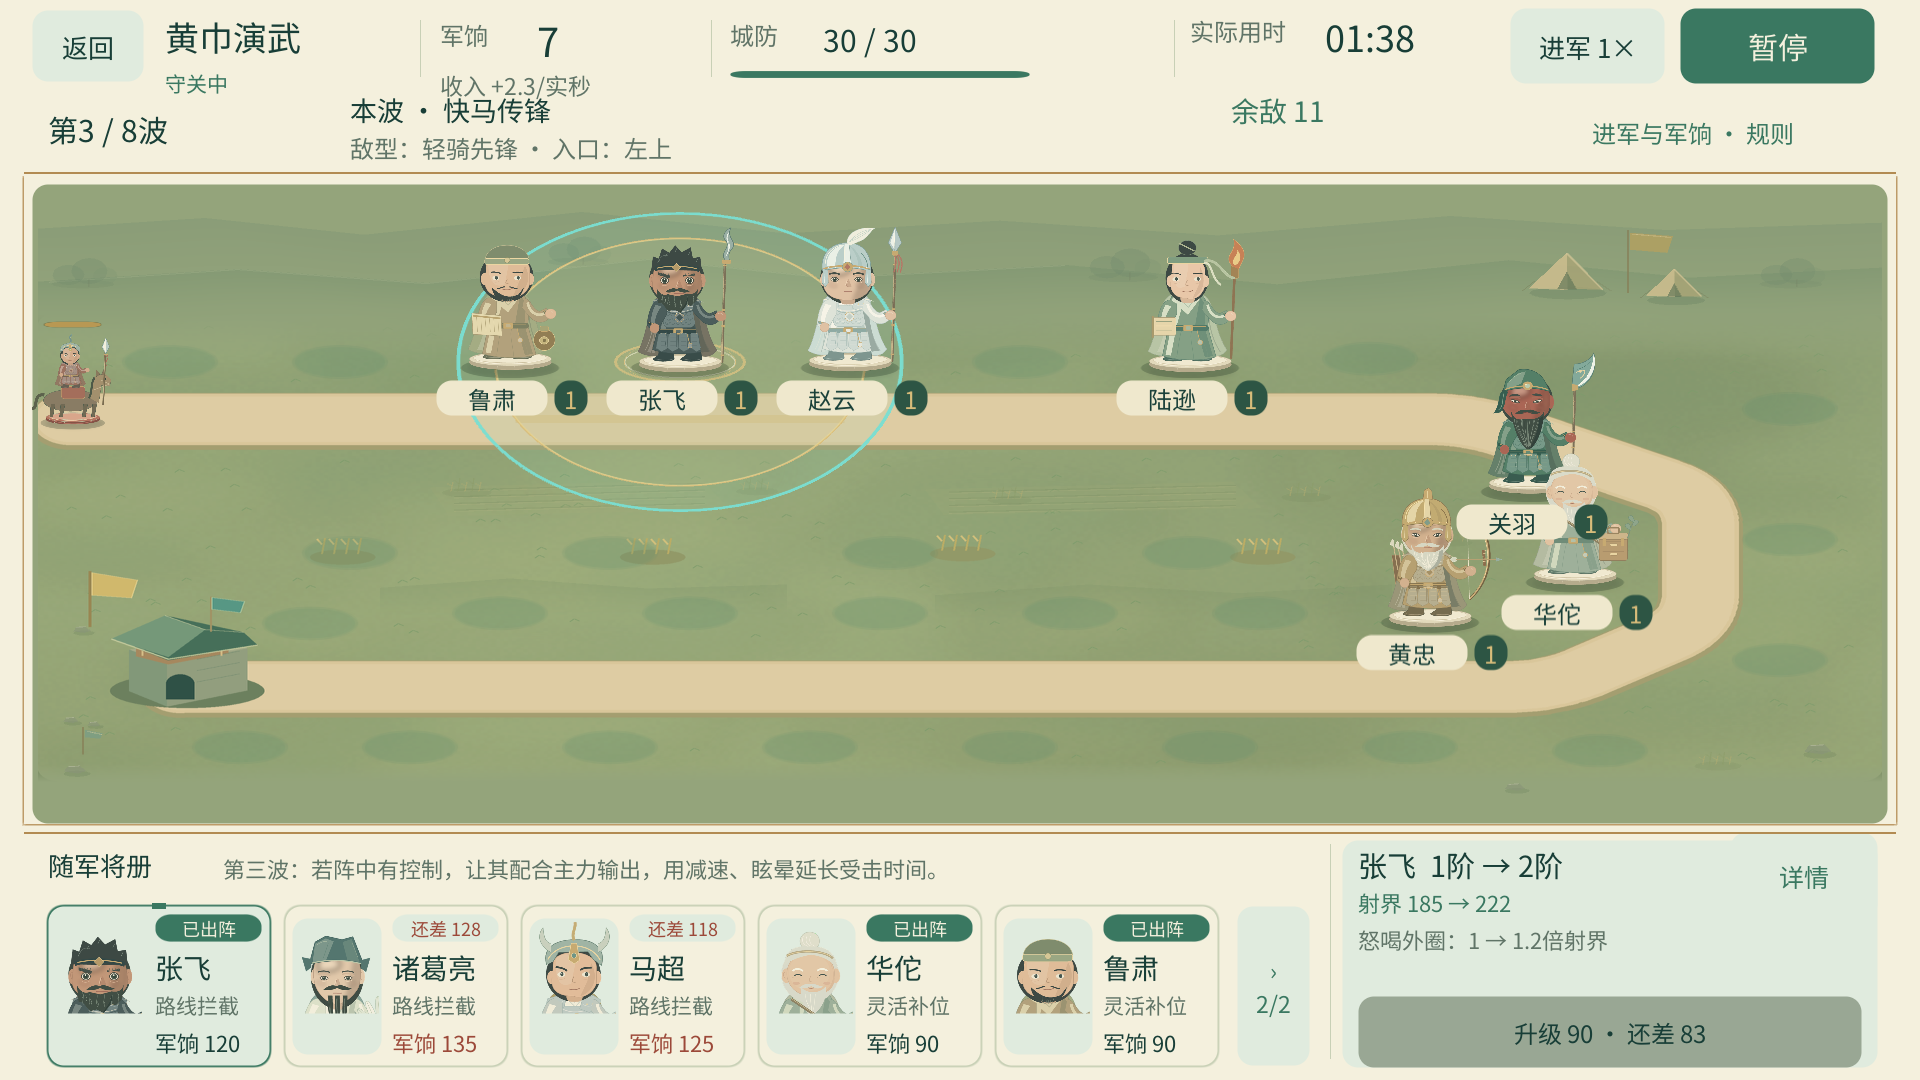 返回
黄巾演武
守关中
军饷 7
收入 +2.3/实秒
城防 30 / 30
实际用时 01:38
进军 1×
暂停
第3 / 8波
本波 · 快马传锋
敌型：轻骑先锋 · 入口：左上
余敌 11
进军与军饷 · 规则
鲁肃 1
张飞 1
赵云 1
陆逊 1
关羽 1
华佗 1
黄忠 1
随军将册
第三波：若阵中有控制，让其配合主力输出，用减速、眩晕延长受击时间。
已出阵
张飞
路线拦截
军饷 120
还差 128
诸葛亮
路线拦截
军饷 135
还差 118
马超
路线拦截
军饷 125
已出阵
华佗
灵活补位
军饷 90
已出阵
鲁肃
灵活补位
军饷 90
›
2/2
张飞 1阶 → 2阶
详情
射界 185 → 222
怒喝外圈：1 → 1.2倍射界
升级 90 · 还差 83